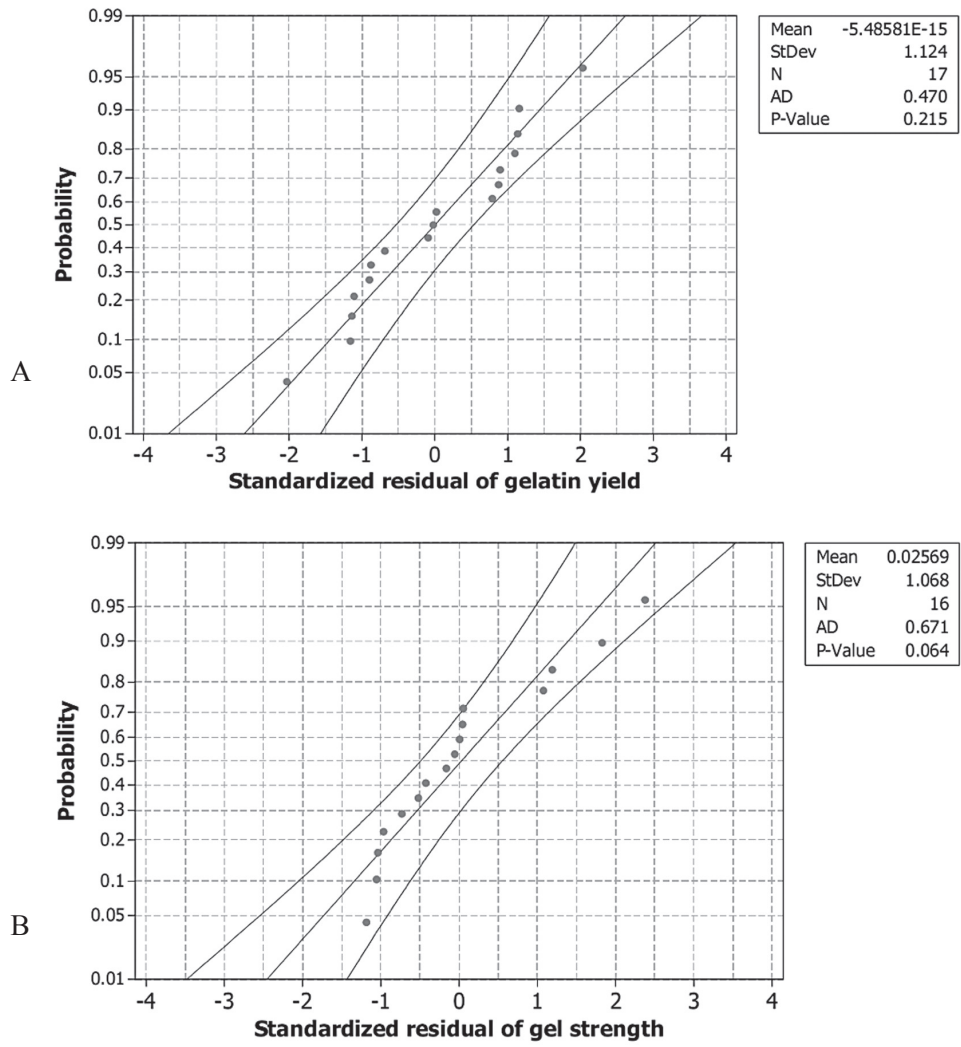 0.99
0.95
0.9
0.8
0.7
0.6
0.5
0.4
0.3
0.2
0.1
0.05
0.01
Probability
A
-4 -3 -2 -1 0 1 2 3 4
Standardized residual of gelatin yield
Mean -5.48581E-15
StDev 1.124
N 17
AD 0.470
P-Value 0.215
0.99
0.95
0.9
0.8
0.7
0.6
0.5
0.4
0.3
0.2
0.1
0.05
0.01
Probability
B
-4 -3 -2 -1 0 1 2 3 4
Standardized residual of gel strength
Mean 0.02569
StDev 1.068
N 16
AD 0.671
P-Value 0.064